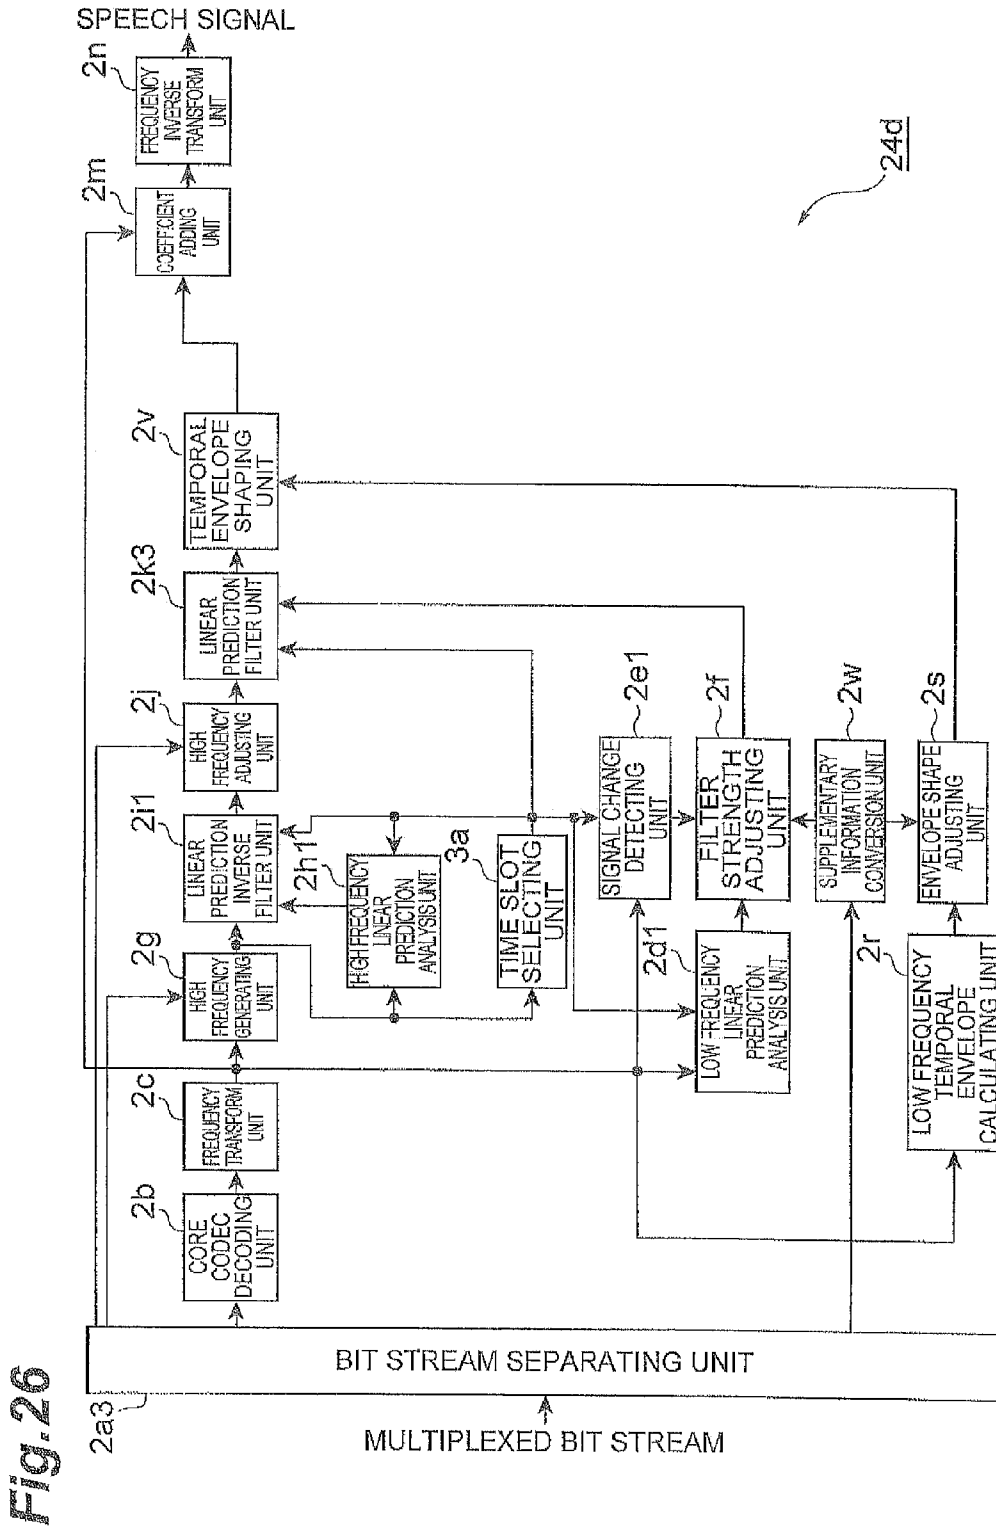 Fig.26
SPEECH SIGNAL
2n
FREQUENCY
INVERSE
TRANSFORM
UNIT
2m
COEFFICIENT
ADDING
UNIT
24d
2v
TEMPORAL
ENVELOPE
SHAPING
UNIT
2k3
LINEAR
PREDICTION
FILTER UNIT
2j
HIGH
FREQUENCY
ADJUSTING
UNIT
2i1
LINEAR
PREDICTION
INVERSE
FILTER UNIT
2h1
HIGH FREQUENCY
LINEAR
PREDICTION
ANALYSIS UNIT
3a
TIME SLOT
SELECTING
UNIT
2g
HIGH
FREQUENCY
GENERATING
UNIT
2c
FREQUENCY
TRANSFORM
UNIT
2b
CORE
CODEC
DECODING
UNIT
2e1
SIGNAL CHANGE
DETECTING
UNIT
2f
FILTER
STRENGTH
ADJUSTING
UNIT
2w
SUPPLEMENTARY
INFORMATION
CONVERSION UNIT
2s
ENVELOPE SHAPE
ADJUSTING
UNIT
2d1
LOW FREQUENCY
LINEAR
PREDICTION
ANALYSIS UNIT
2r
LOW FREQUENCY
TEMPORAL
ENVELOPE
CALCULATING UNIT
2a3
BIT STREAM SEPARATING UNIT
MULTIPLEXED BIT STREAM